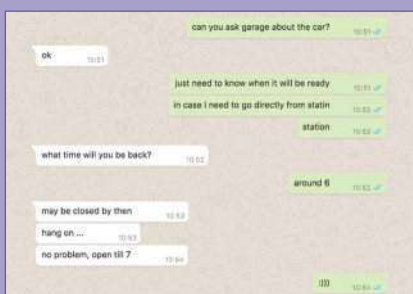 can you ask garage about the car? 10:51
ok 10:51
just need to know when it will be ready 10:51
in case I need to go directly from statin 10:52
station 10:52
what time will you be back? 10:52
around 6 10:52
may be closed by then 10:53
hang on ... 10:53
no problem, open till 7 10:54
:)))) 10:54